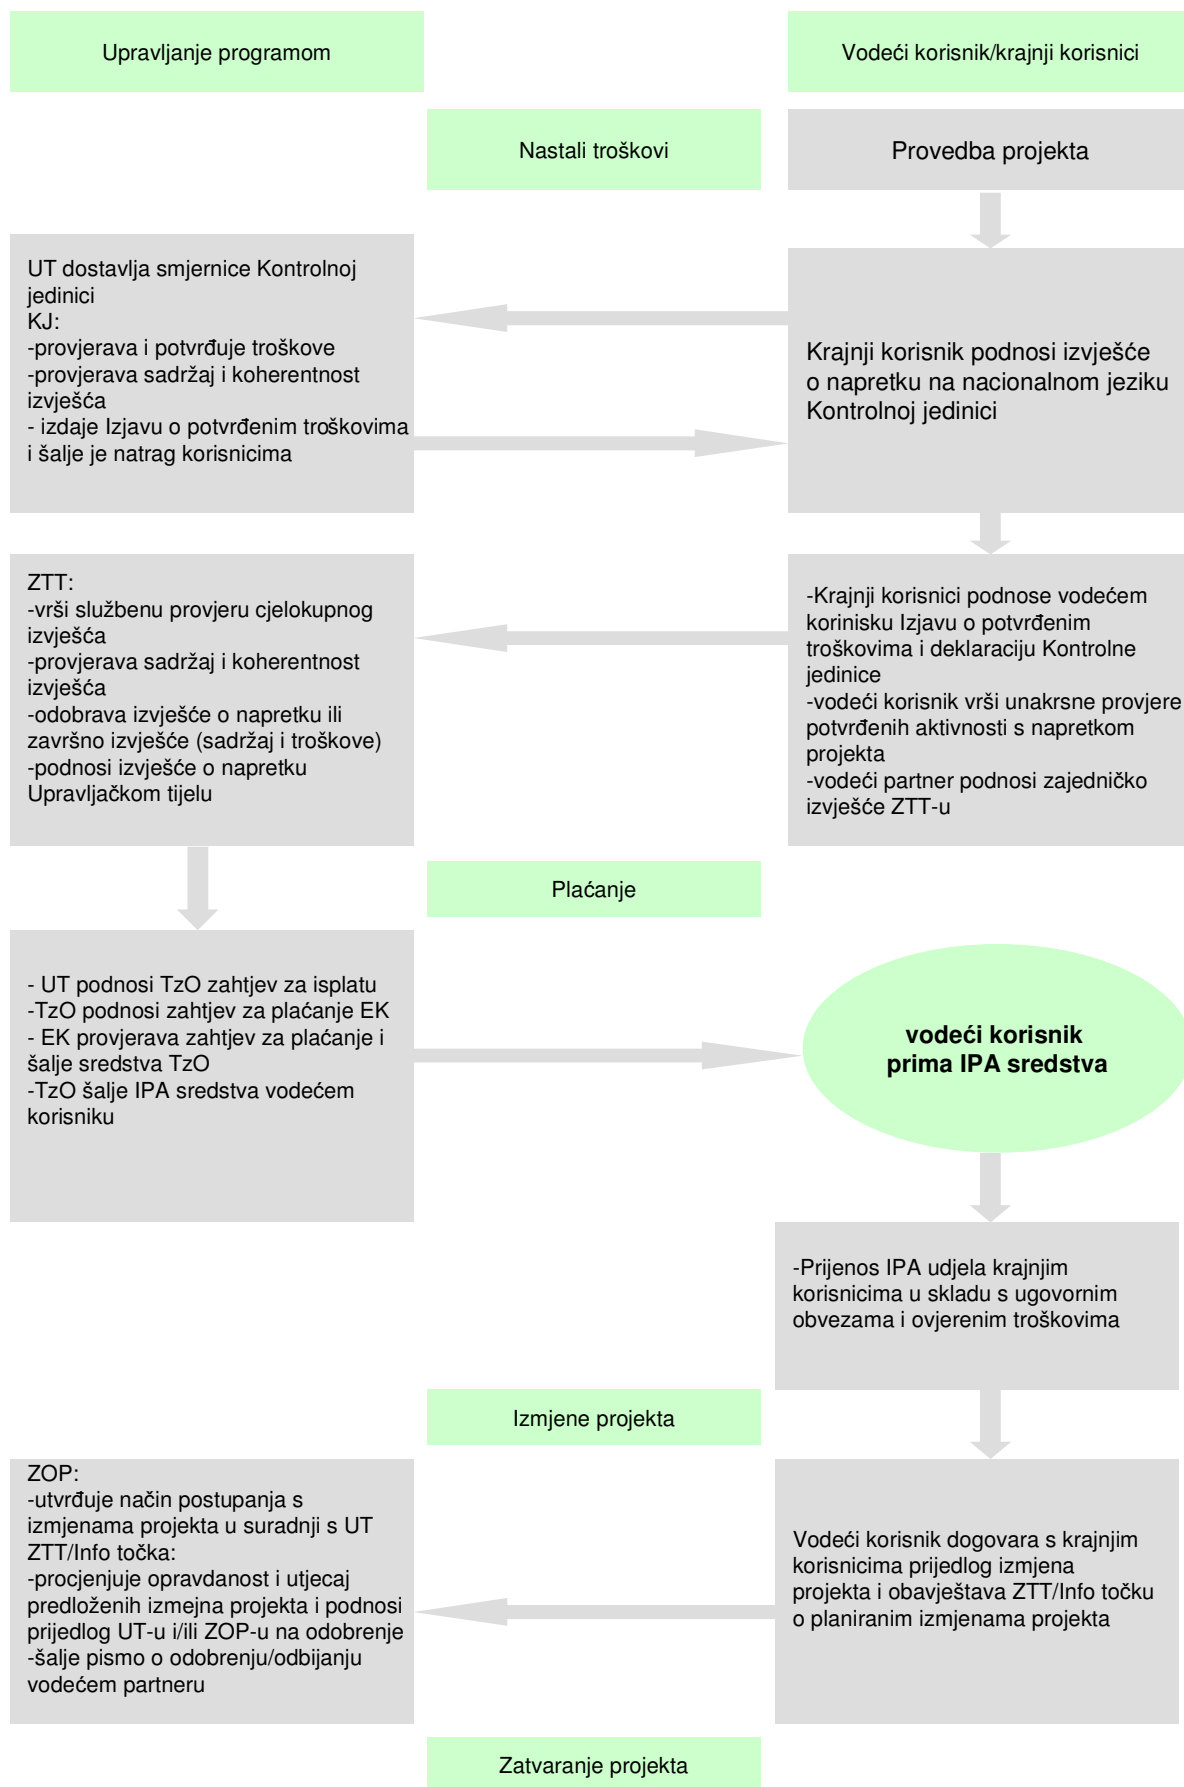 Upravljanje programom
Vodeći korisnik/krajnji korisnici
Nastali troškovi
Provedba projekta
UT dostavlja smjernice Kontrolnoj
jedinici
KJ:
-provjerava i potvrđuje troškove
-provjerava sadržaj i koherentnost
izvješća
- izdaje Izjavu o potvrđenim troškovima
i šalje je natrag korisnicima
Krajnji korisnik podnosi izvješće
o napretku na nacionalnom jeziku
Kontrolnoj jedinici
ZTT:
-vrši službenu provjeru cjelokupnog
izvješća
-provjerava sadržaj i koherentnost
izvješća
-odobrava izvješće o napretku ili
završno izvješće (sadržaj i troškove)
-podnosi izvješće o napretku
Upravljačkom tijelu
-Krajnji korisnici podnose vodećem
korinisku Izjavu o potvrđenim
troškovima i deklaraciju Kontrolne
jedinice
-vodeći korisnik vrši unakrsne provjere
potvrđenih aktivnosti s napretkom
projekta
-vodeći partner podnosi zajedničko
izvješće ZTT-u
Plaćanje
- UT podnosi TzO zahtjev za isplatu
-TzO podnosi zahtjev za plaćanje EK
- EK provjerava zahtjev za plaćanje i
šalje sredstva TzO
-TzO šalje IPA sredstva vodećem
korisniku
vodeći korisnik
prima IPA sredstva
-Prijenos IPA udjela krajnjim
korisnicima u skladu s ugovornim
obvezama i ovjerenim troškovima
Izmjene projekta
ZOP:
-utvrđuje način postupanja s
izmjenama projekta u suradnji s UT
ZTT/Info točka:
-procjenjuje opravdanost i utjecaj
predloženih izmejna projekta i podnosi
prijedlog UT-u i/ili ZOP-u na odobrenje
-šalje pismo o odobrenju/odbijanju
vodećem partneru
Vodeći korisnik dogovara s krajnjim
korisnicima prijedlog izmjena
projekta i obavještava ZTT/Info točku
o planiranim izmjenama projekta
Zatvaranje projekta